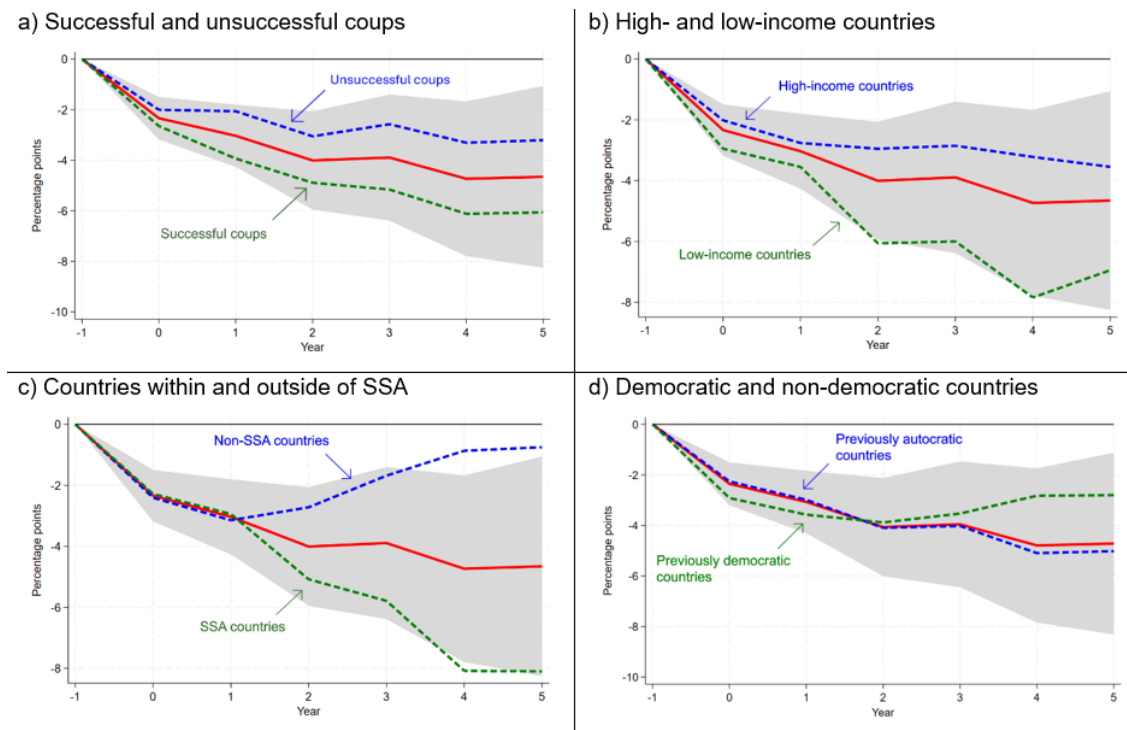 a) Successful and unsuccessful coups
0
-2
-4
-6
-8
-10
Percentage points
Unsuccessful coups
Successful coups
-1 0 1 2 3 4 5
Year
b) High- and low-income countries
0
-2
-4
-6
-8
Percentage points
High-income countries
Low-income countries
-1 0 1 2 3 4 5
Year
c) Countries within and outside of SSA
0
-2
-4
-6
-8
Percentage points
Non-SSA countries
SSA countries
-1 0 1 2 3 4 5
Year
d) Democratic and non-democratic countries
0
-2
-4
-6
-8
-10
Percentage points
Previously autocratic
countries
Previously democratic
countries
-1 0 1 2 3 4 5
Year